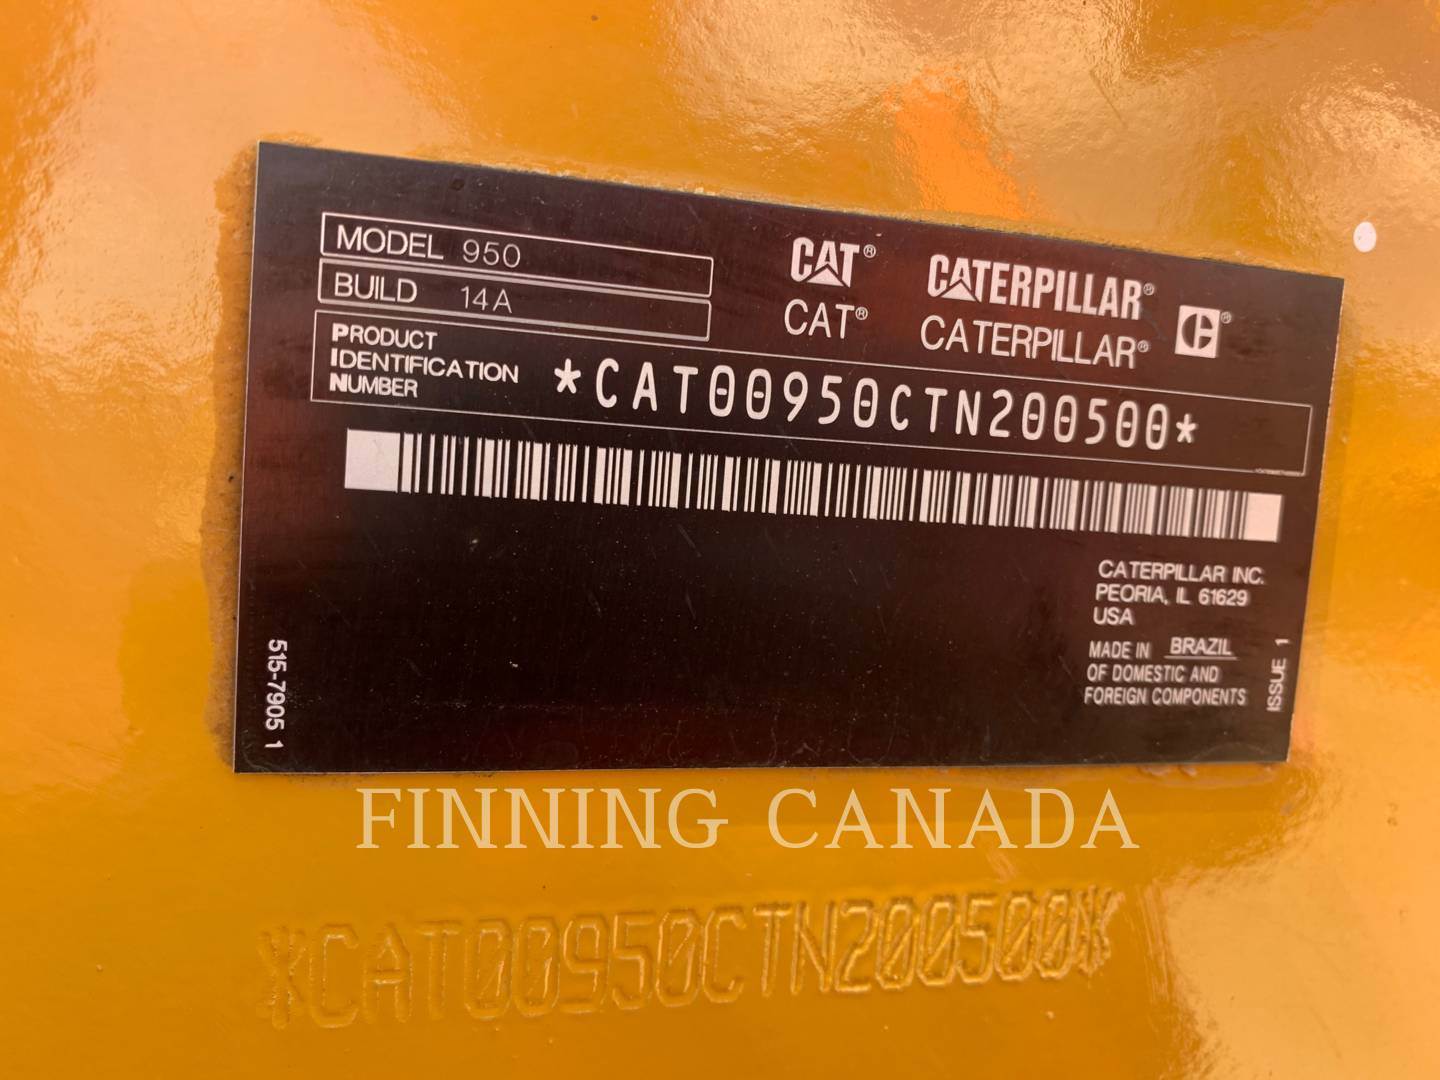 MODEL 950
BUILD 14A
CAT® CATERPILLAR®
CAT® CATERPILLAR® C®
PRODUCT
IDENTIFICATION
NUMBER
*CAT00950CTN200500*
CATERPILLAR INC.
PEORIA, IL 61629
USA
MADE IN BRAZIL
OF DOMESTIC AND
FOREIGN COMPONENTS
515-7905 1
ISSUE 1
FINNING CANADA
*CAT00950CTN200500*